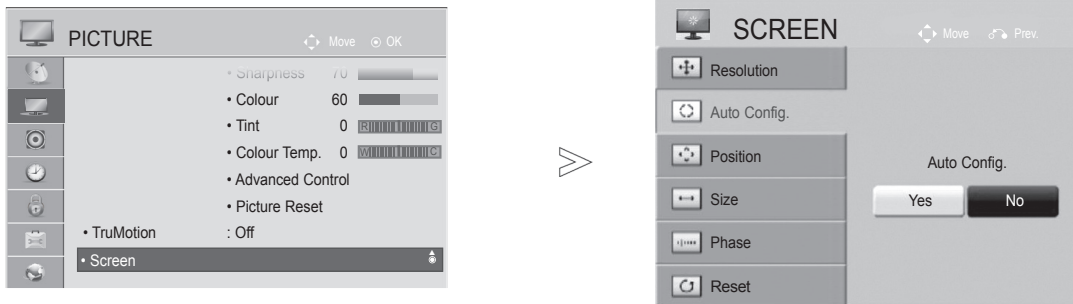 PICTURE
Move OK
• Sharpness 70
• Colour 60
• Tint 0 R G
• Colour Temp. 0 W C
• Advanced Control
• Picture Reset
• TruMotion : Off
• Screen
SCREEN
Move Prev.
Resolution
Auto Config.
Position
Size
Phase
Reset
Auto Config.
Yes No